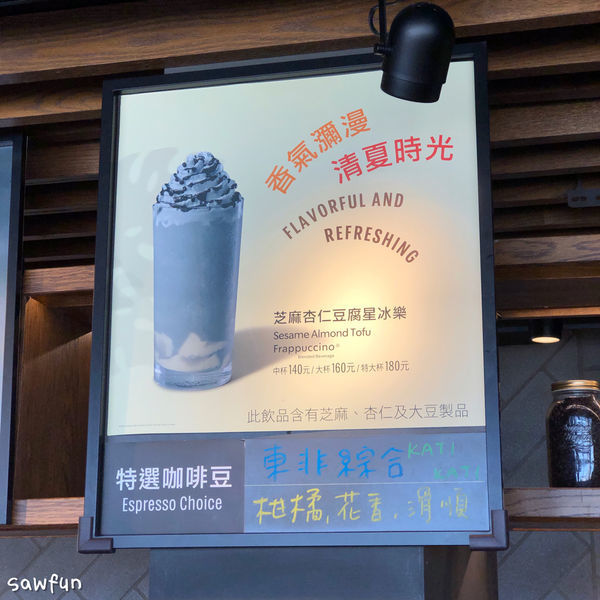 香氣瀰漫
清夏時光
FLAVORFUL AND
REFRESHING
芝麻杏仁豆腐星冰樂
Sesame Almond Tofu
Frappuccino®
Blended Beverage
中杯140元/大杯160元/特大杯180元
此飲品含有芝麻、杏仁及大豆製品
特選咖啡豆
Espresso Choice
東非綜合 KATI
KATI
柑橘,花香,滑順
sawfun